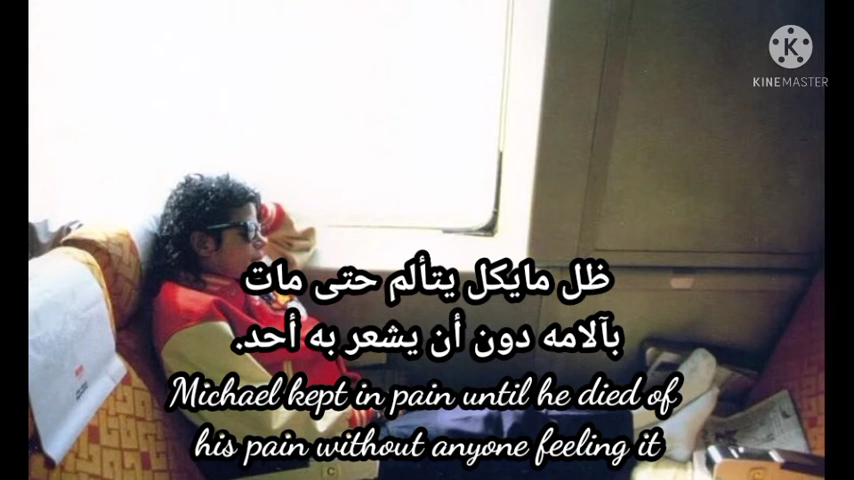 KINEMASTER
ظل مايكل يتألم حتى مات
بآلامه دون أن يشعر به أحد.
Michael kept in pain until he died of
his pain without anyone feeling it